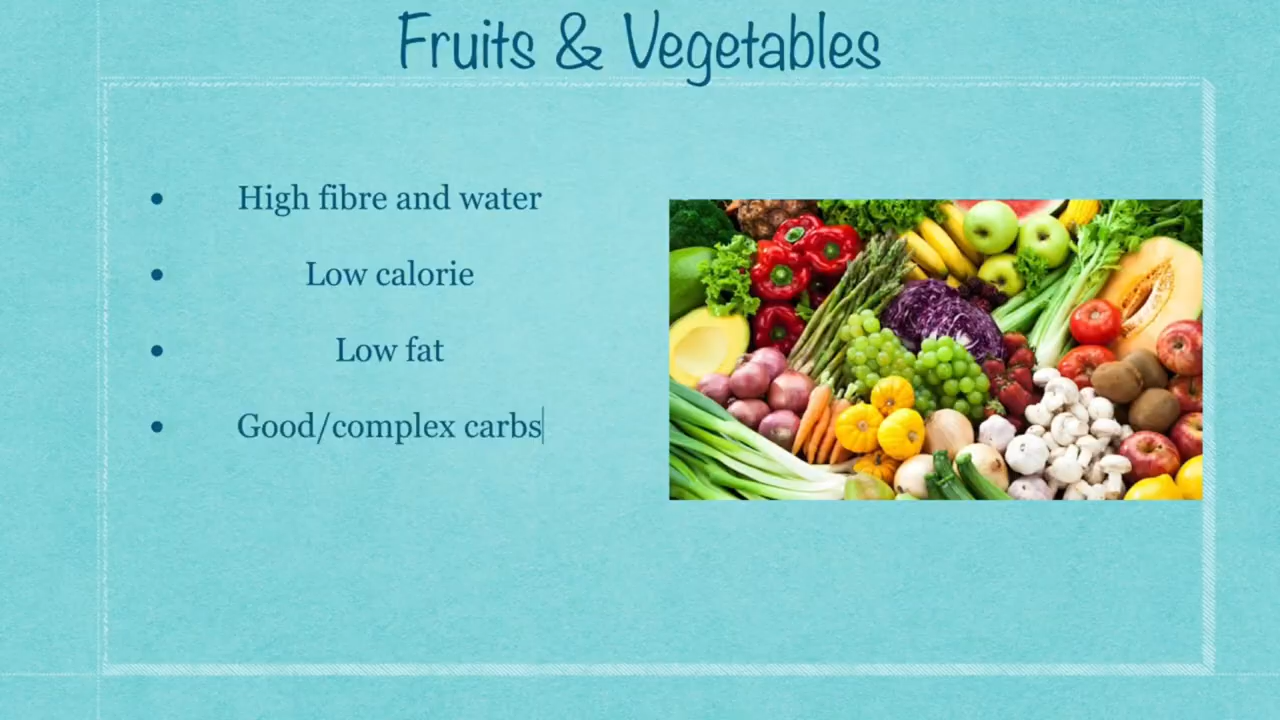 Fruits & Vegetables
• High fibre and water
• Low calorie
• Low fat
• Good/complex carbs